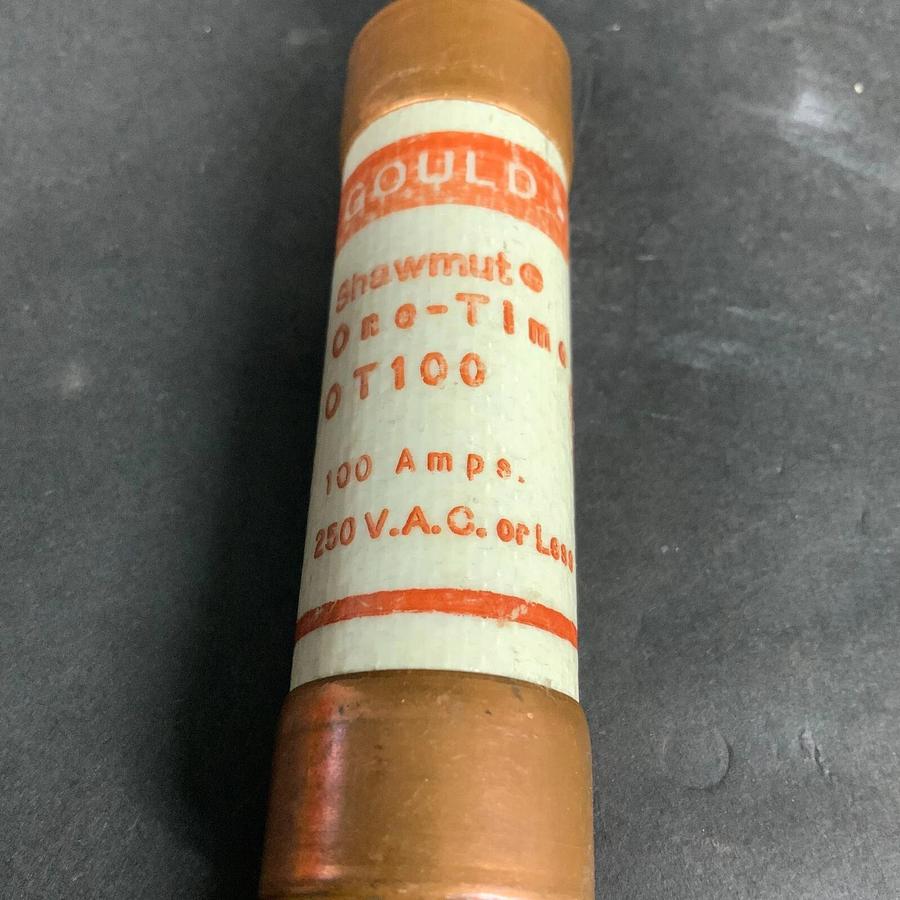 GOULD
Shawmut®
One-Time
OT100
100 Amps.
250 V.A.C. or Less